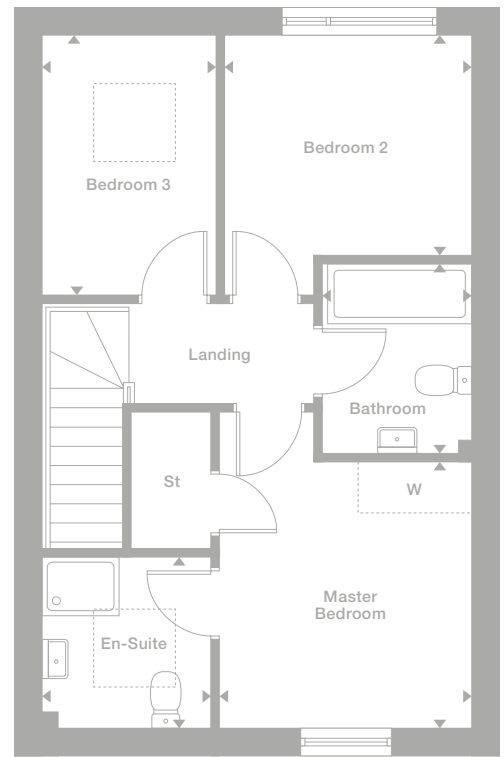 Bedroom 2
Bedroom 3
Landing
Bathroom
St
W
Master
Bedroom
En-Suite